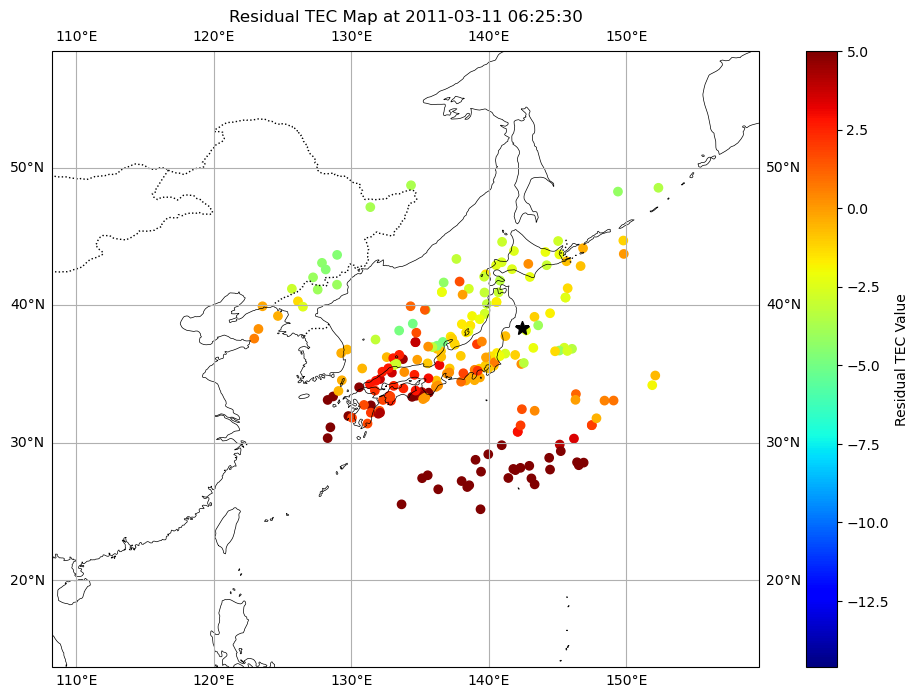 Residual TEC Map at 2011-03-11 06:25:30
110°E 120°E 130°E 140°E 150°E
50°N 50°N
40°N 40°N
30°N 30°N
20°N 20°N
110°E 120°E 130°E 140°E 150°E
5.0
2.5
0.0
−2.5
−5.0
−7.5
−10.0
−12.5
Residual TEC Value